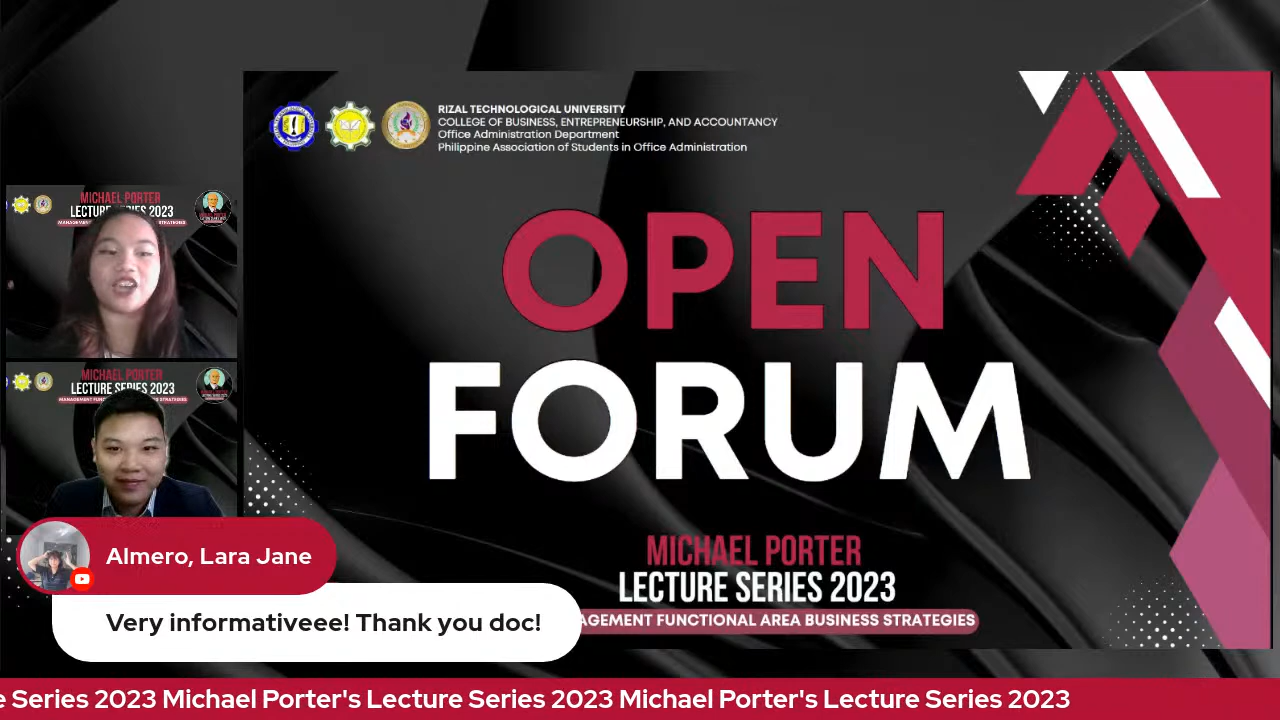 RIZAL TECHNOLOGICAL UNIVERSITY
COLLEGE OF BUSINESS, ENTREPRENEURSHIP, AND ACCOUNTANCY
Office Administration Department
Philippine Association of Students in Office Administration
OPEN
FORUM
MICHAEL PORTER
LECTURE SERIES 2023
AGEMENT FUNCTIONAL AREA BUSINESS STRATEGIES
MICHAEL PORTER
2023
MICHAEL PORTER
LECTURE SERIES 2023
Almero, Lara Jane
Very informativeee! Thank you doc!
e Series 2023 Michael Porter's Lecture Series 2023 Michael Porter's Lecture Series 2023